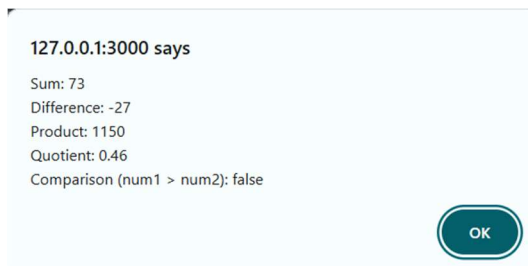 127.0.0.1:3000 says
Sum: 73
Difference: -27
Product: 1150
Quotient: 0.46
Comparison (num1 > num2): false
OK